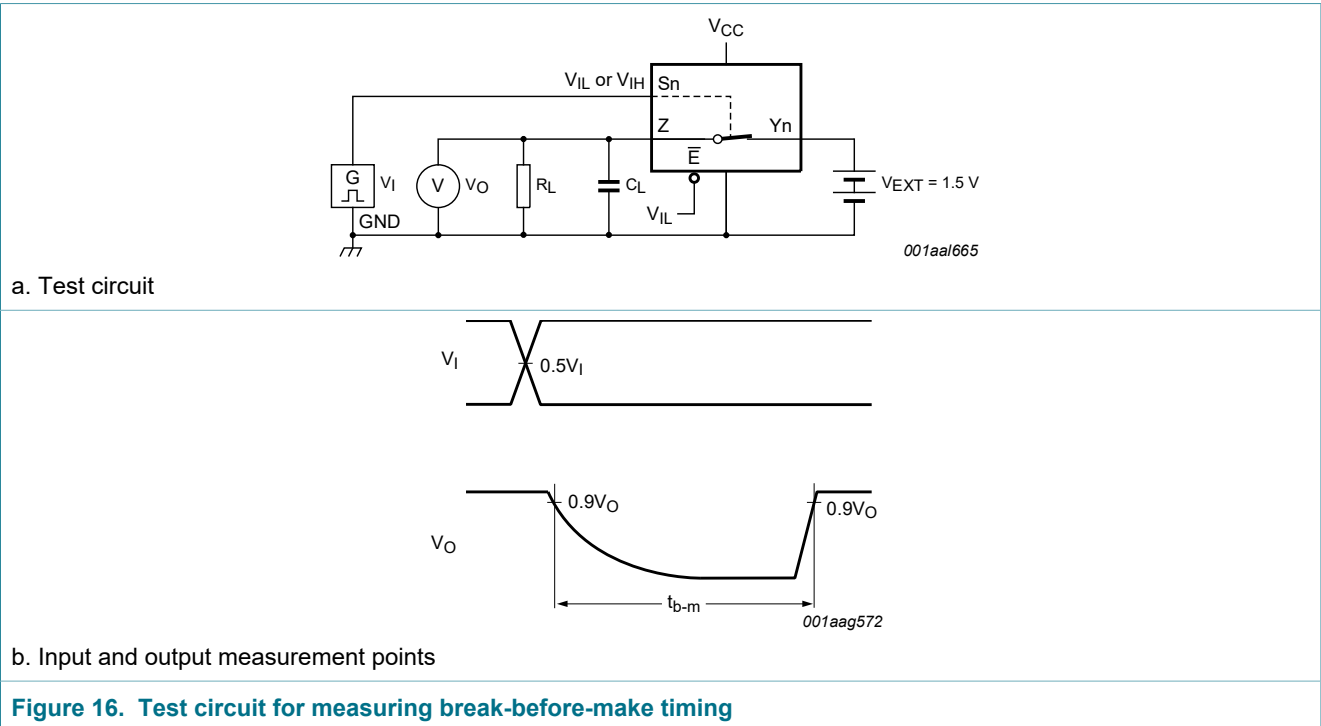 VCC
VIL or VIH
Sn
Z
Yn
E
G
VI
V
VO
RL
CL
VEXT = 1.5 V
VIL
GND
001aal665
a. Test circuit
VI
0.5VI
0.9VO
0.9VO
VO
tb-m
001aag572
b. Input and output measurement points
Figure 16. Test circuit for measuring break-before-make timing